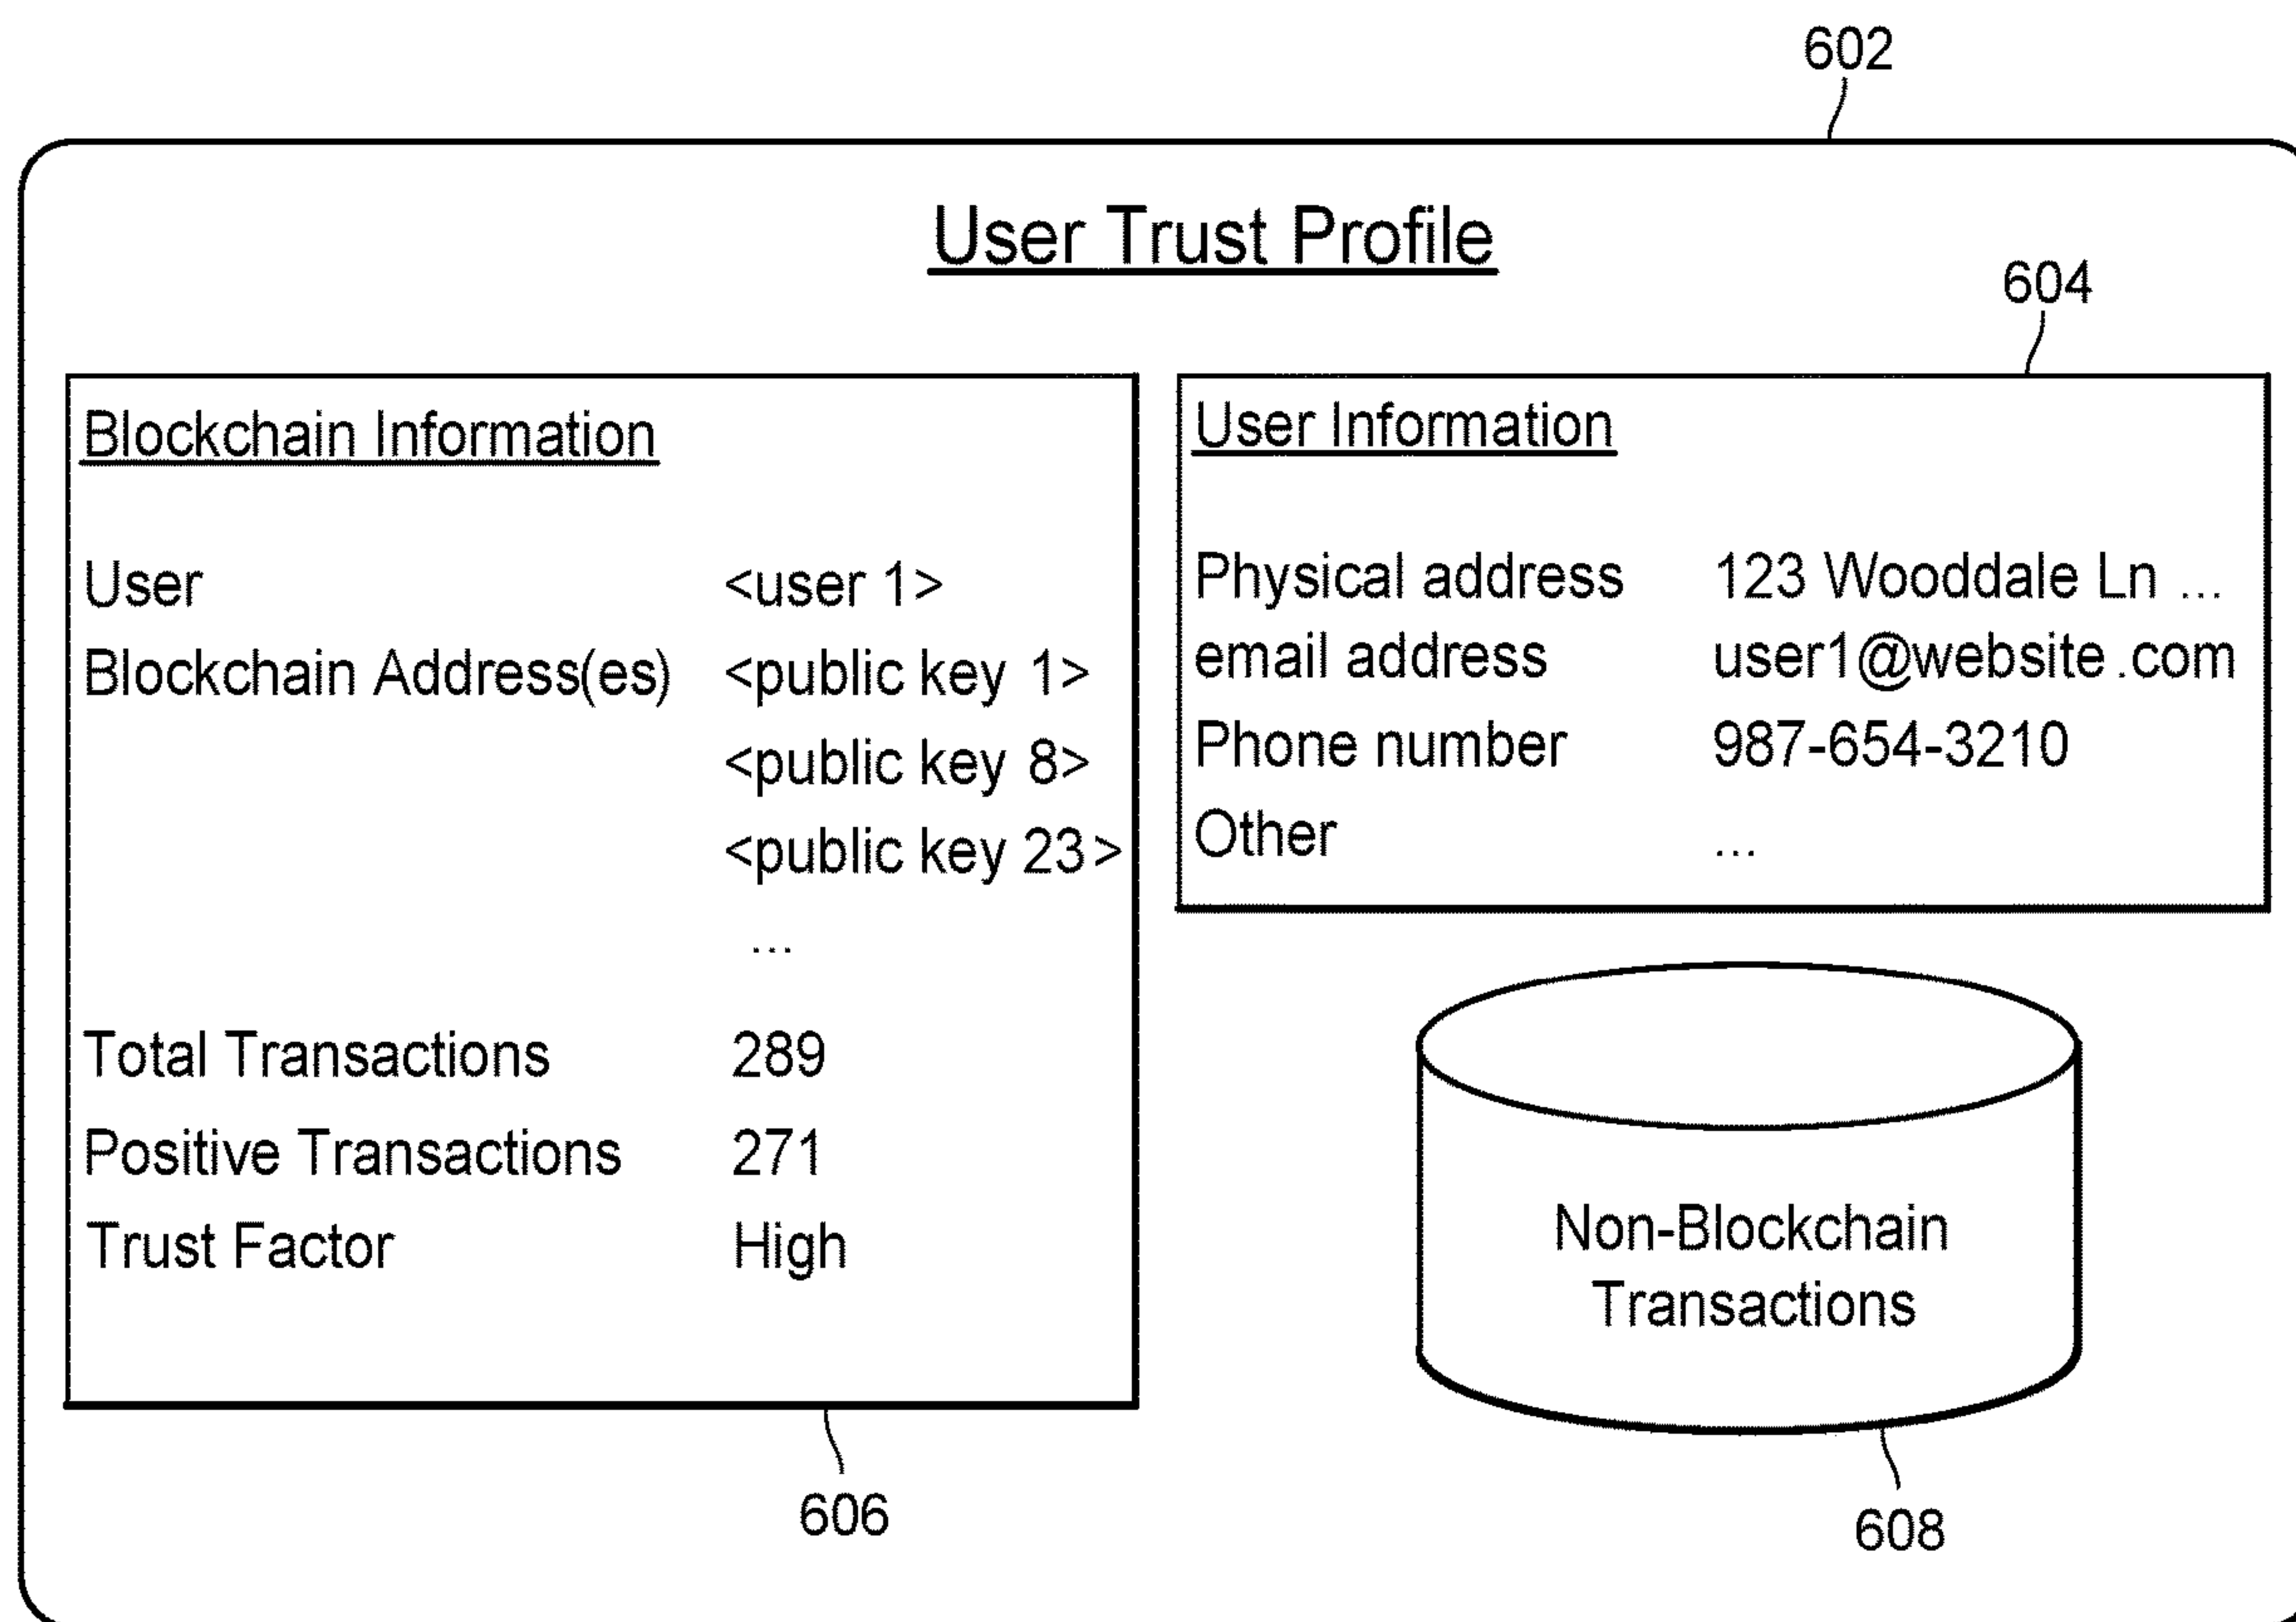 602
User Trust Profile
604
Blockchain Information
User <user 1>
Blockchain Address(es) <public key 1>
<public key 8>
<public key 23>
...
Total Transactions 289
Positive Transactions 271
Trust Factor High
606
User Information
Physical address 123 Wooddale Ln ...
email address user1@website.com
Phone number 987-654-3210
Other ...
Non-Blockchain
Transactions
608